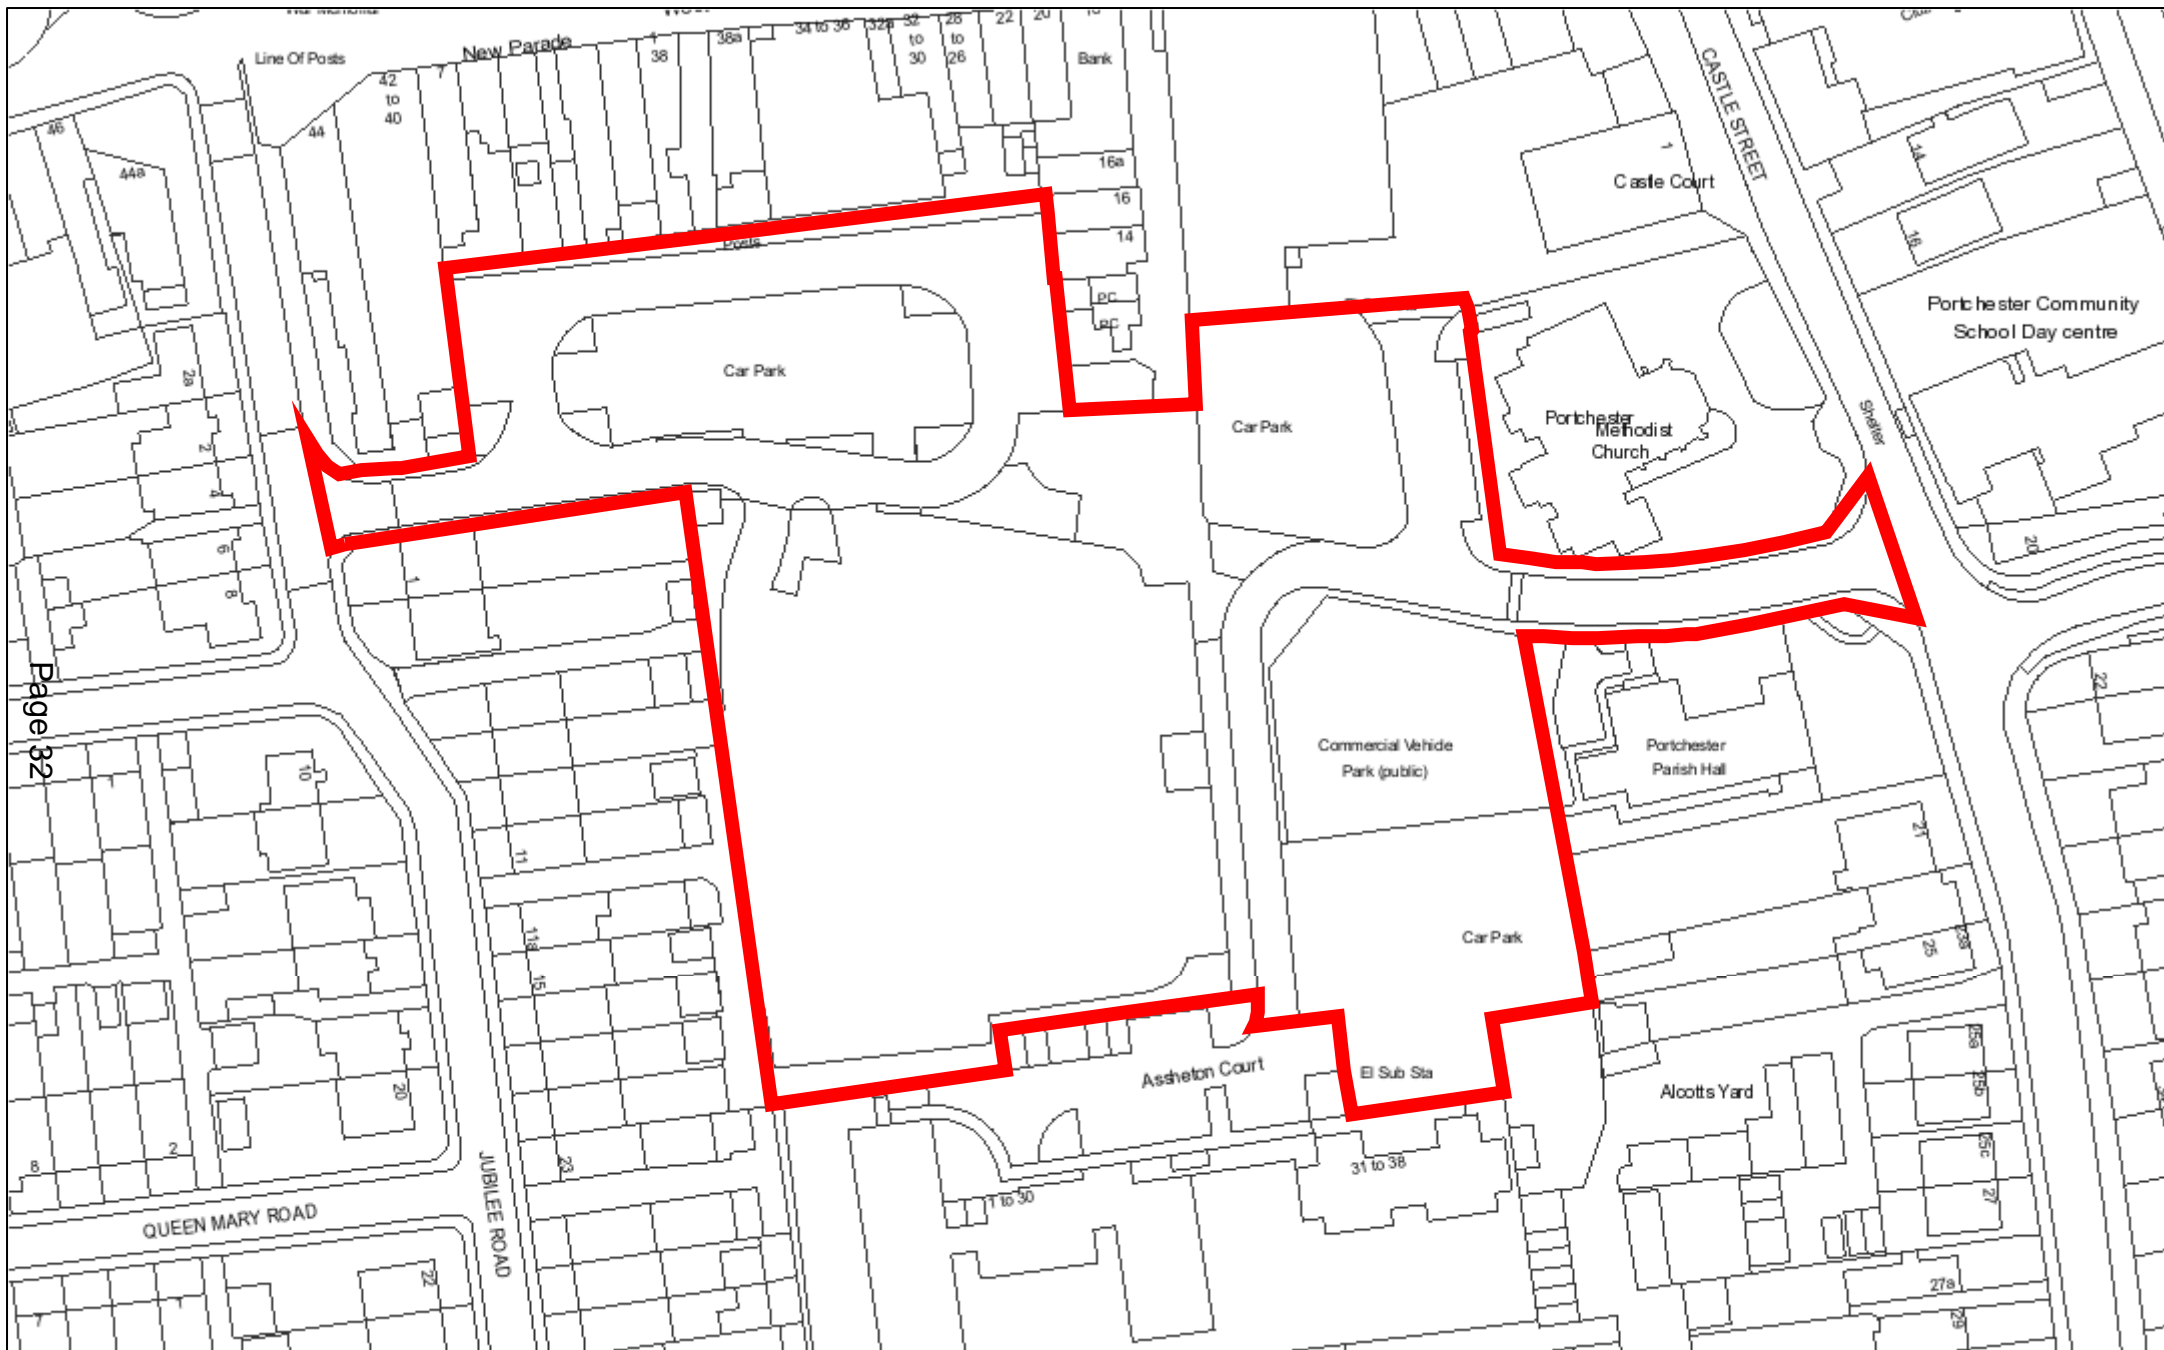 War Memorial
Line Of Posts
New Parade
42
to
40
7
1
38
38a
34 to 36
32a
32
to
30
28
to
26
22
20
Bank
CASTLE STREET
46
44a
44
16a
16
14
PC
PC
Posts
1
Castle Court
14
16
Portchester Community
School Day centre
Car Park
Car Park
Portchester
Methodist
Church
Shelter
2a
2
4
6
8
1
20
22
Page 32
10
1
11
11a
15
Commercial Vehicle
Park (public)
Portchester
Parish Hall
21
23a
25
Car Park
Assheton Court
El Sub Sta
Alcotts Yard
25a
25b
25c
27
27a
29
20
2
8
23
1 to 30
31 to 38
QUEEN MARY ROAD
JUBILEE ROAD
22
7
1